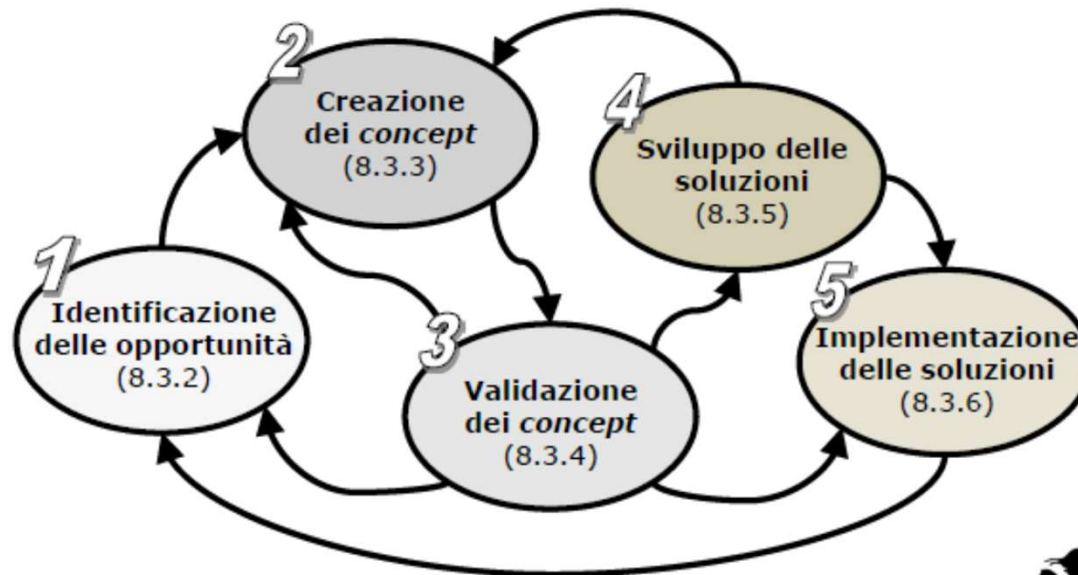 1
Identificazione
delle opportunità
(8.3.2)
2
Creazione
dei concept
(8.3.3)
3
Validazione
dei concept
(8.3.4)
4
Sviluppo delle
soluzioni
(8.3.5)
5
Implementazione
delle soluzioni
(8.3.6)